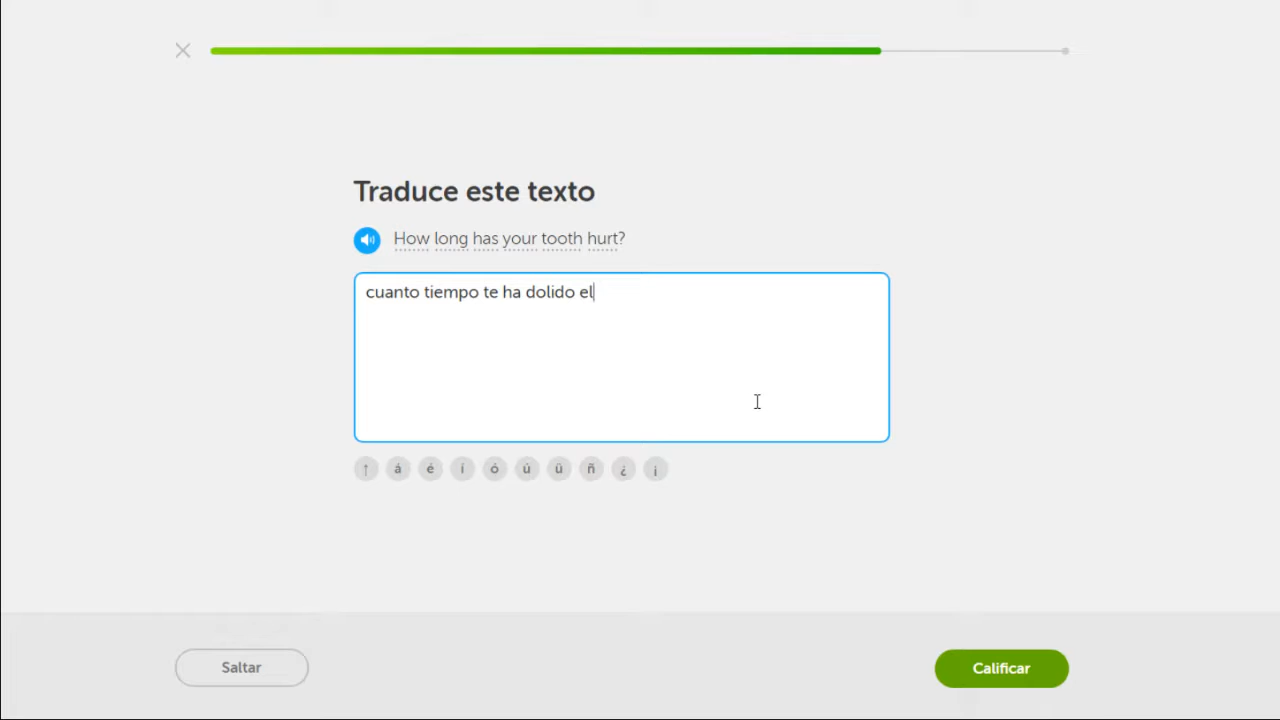 Traduce este texto
How long has your tooth hurt?
cuanto tiempo te ha dolido el
↑ á é í ó ú ü ñ ¿ ¡
Saltar
Calificar